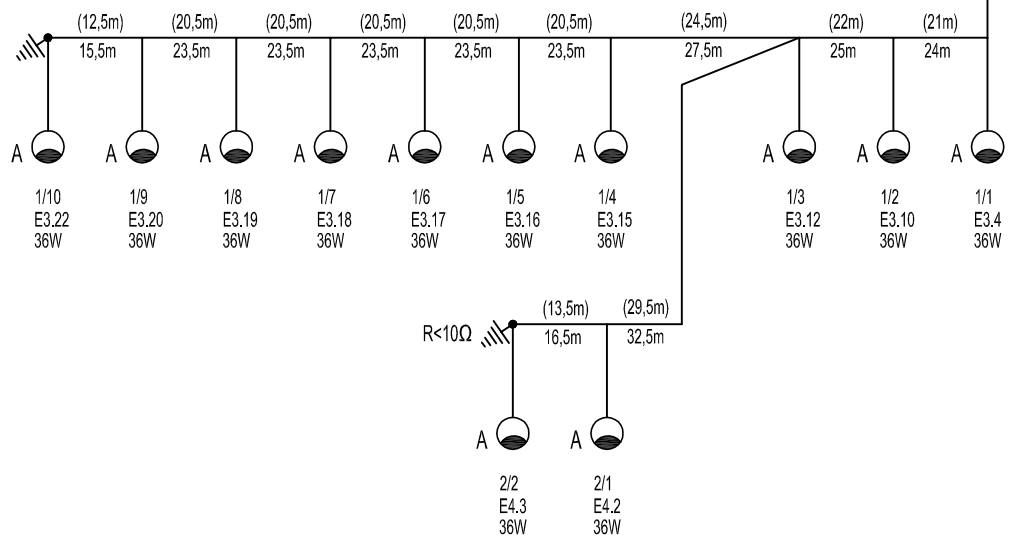 (12,5m) (20,5m) (20,5m) (20,5m) (20,5m) (20,5m) (24,5m) (22m) (21m)
15,5m 23,5m 23,5m 23,5m 23,5m 23,5m 27,5m 25m 24m
A A A A A A A A A A
1/10 1/9 1/8 1/7 1/6 1/5 1/4 1/3 1/2 1/1
E3.22 E3.20 E3.19 E3.18 E3.17 E3.16 E3.15 E3.12 E3.10 E3.4
36W 36W 36W 36W 36W 36W 36W 36W 36W 36W
(13,5m) (29,5m)
R<10Ω 16,5m 32,5m
A A
2/2 2/1
E4.3 E4.2
36W 36W